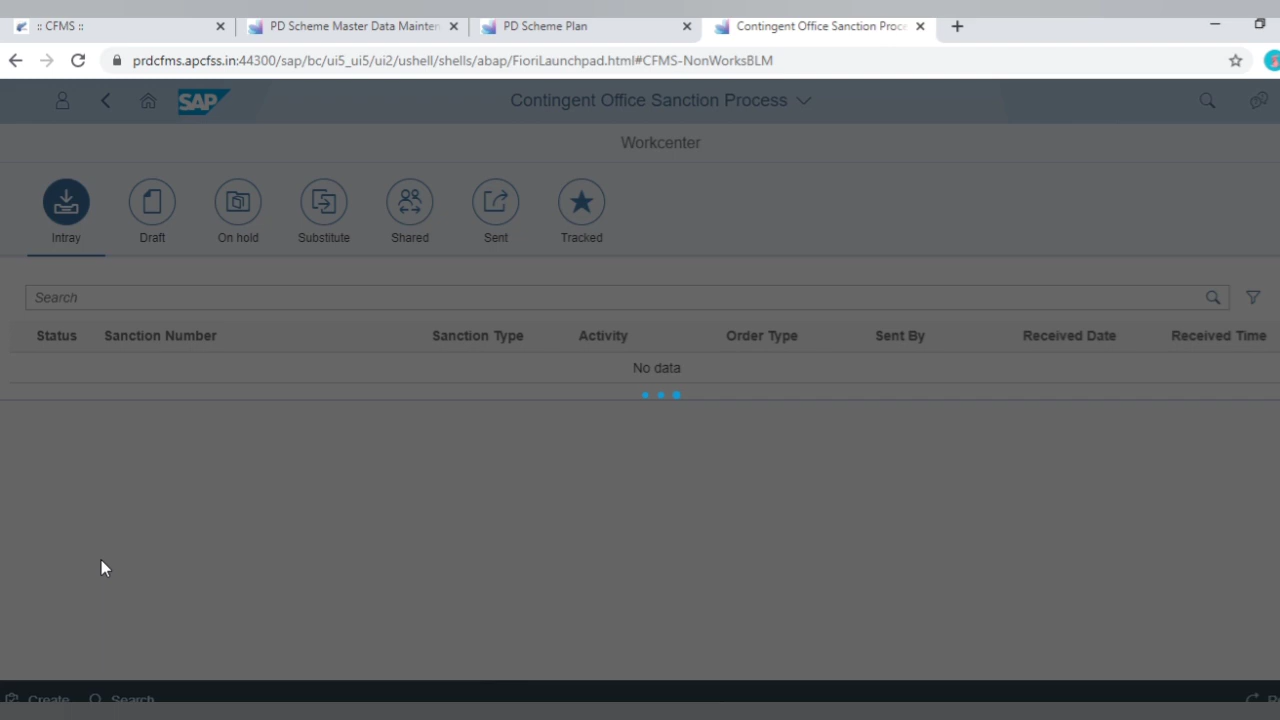 :: CFMS ::
PD Scheme Master Data Mainten
PD Scheme Plan
Contingent Office Sanction Proce
prdcfms.apcfss.in:44300/sap/bc/ui5_ui5/ui2/ushell/shells/abap/FioriLaunchpad.html#CFMS-NonWorksBLM
SAP
Contingent Office Sanction Process
Workcenter
Intray Draft On hold Substitute Shared Sent Tracked
Search
Status Sanction Number Sanction Type Activity Order Type Sent By Received Date Received Time
No data
Create Search